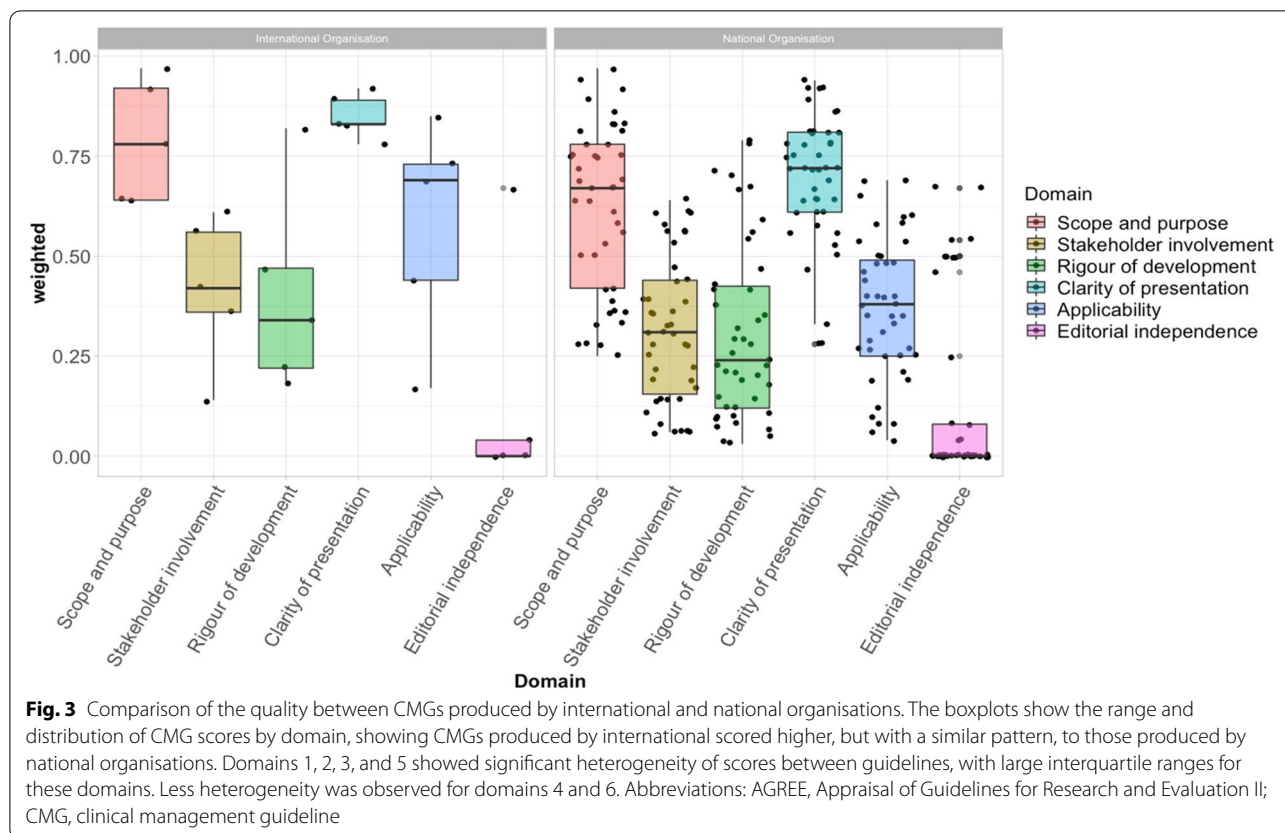 International Organisation
National Organisation
1.00
0.75
0.50
0.25
0.00
weighted
Scope and purpose
Stakeholder involvement
Rigour of development
Clarity of presentation
Applicability
Editorial independence
Scope and purpose
Stakeholder involvement
Rigour of development
Clarity of presentation
Applicability
Editorial independence
Domain
Domain
Scope and purpose
Stakeholder involvement
Rigour of development
Clarity of presentation
Applicability
Editorial independence
Fig. 3 Comparison of the quality between CMGs produced by international and national organisations. The boxplots show the range and
distribution of CMG scores by domain, showing CMGs produced by international scored higher, but with a similar pattern, to those produced by
national organisations. Domains 1, 2, 3, and 5 showed significant heterogeneity of scores between guidelines, with large interquartile ranges for
these domains. Less heterogeneity was observed for domains 4 and 6. Abbreviations: AGREE, Appraisal of Guidelines for Research and Evaluation II;
CMG, clinical management guideline